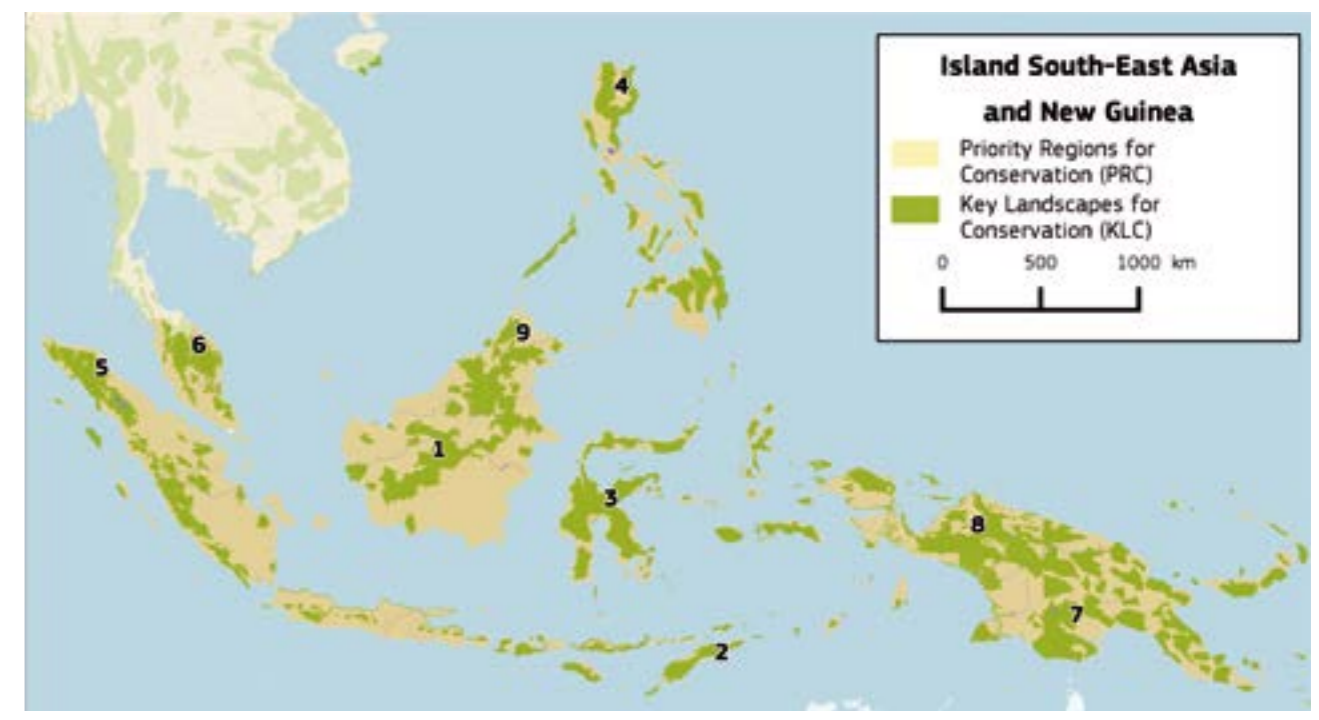 Island South-East Asia
and New Guinea
Priority Regions for
Conservation (PRC)
Key Landscapes for
Conservation (KLC)
0 500 1000 km
4
9
6
5
1
3
8
7
2